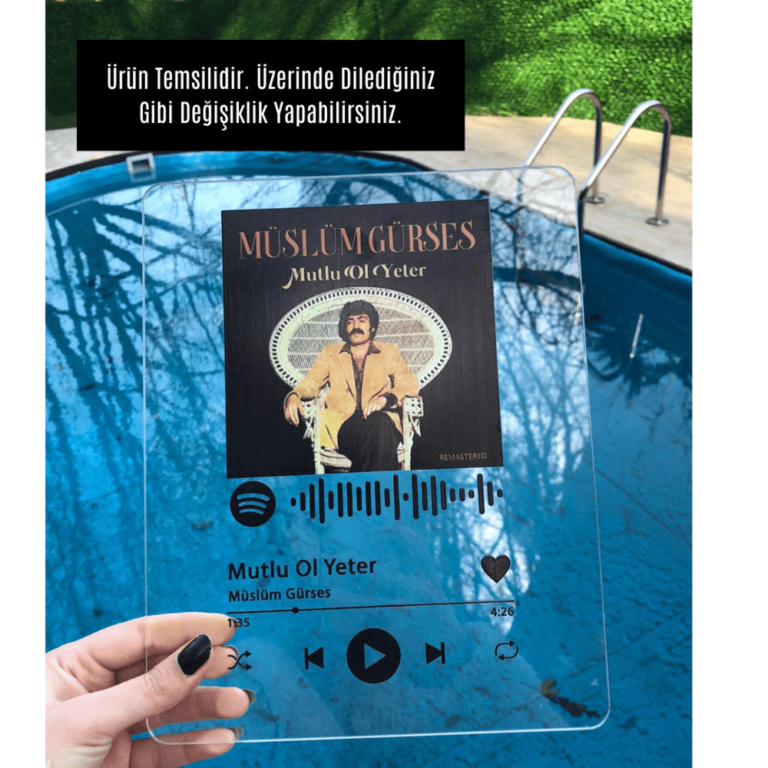 Ürün Temsilidir. Üzerinde Dilediğiniz
Gibi Değişiklik Yapabilirsiniz.
MÜSLÜM GÜRSES
Mutlu Ol Yeter
REMASTERED
Mutlu Ol Yeter
Müslüm Gürses
1:35 4:26